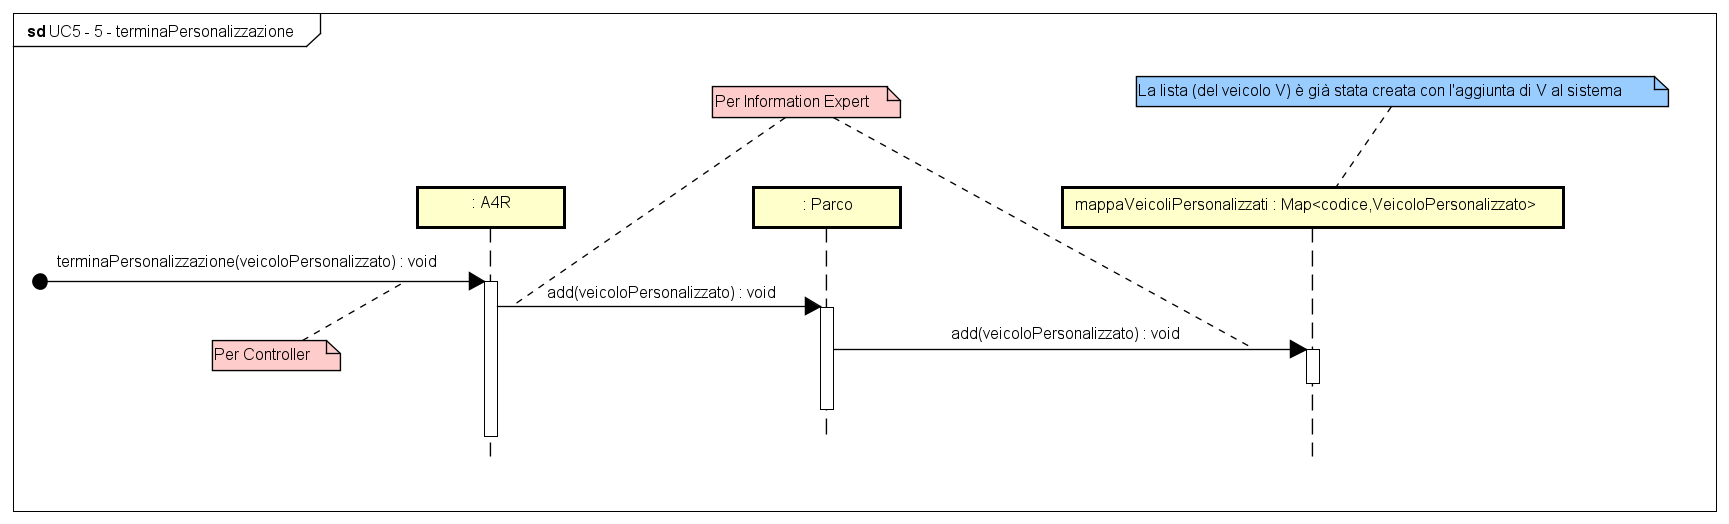 sd UC5 - 5 - terminaPersonalizzazione
La lista (del veicolo V) è già stata creata con l'aggiunta di V al sistema
Per Information Expert
: A4R
: Parco
mappaVeicoliPersonalizzati : Map<codice,VeicoloPersonalizzato>
terminaPersonalizzazione(veicoloPersonalizzato) : void
add(veicoloPersonalizzato) : void
add(veicoloPersonalizzato) : void
Per Controller